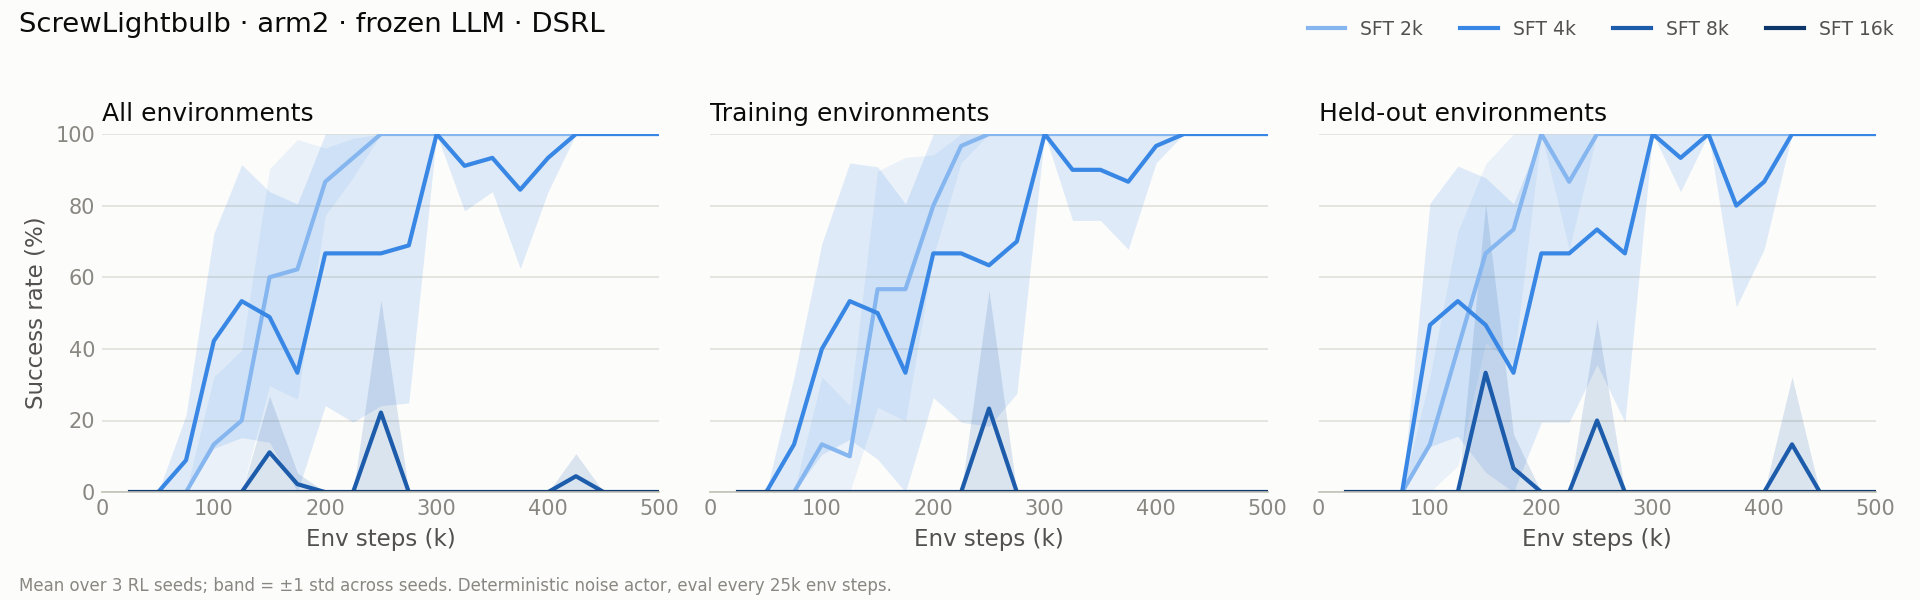 ScrewLightbulb · arm2 · frozen LLM · DSRL
SFT 2k SFT 4k SFT 8k SFT 16k
All environments
Training environments
Held-out environments
Success rate (%)
100
80
60
40
20
0
0 100 200 300 400 500
0 100 200 300 400 500
0 100 200 300 400 500
Env steps (k)
Env steps (k)
Env steps (k)
Mean over 3 RL seeds; band = ±1 std across seeds. Deterministic noise actor, eval every 25k env steps.